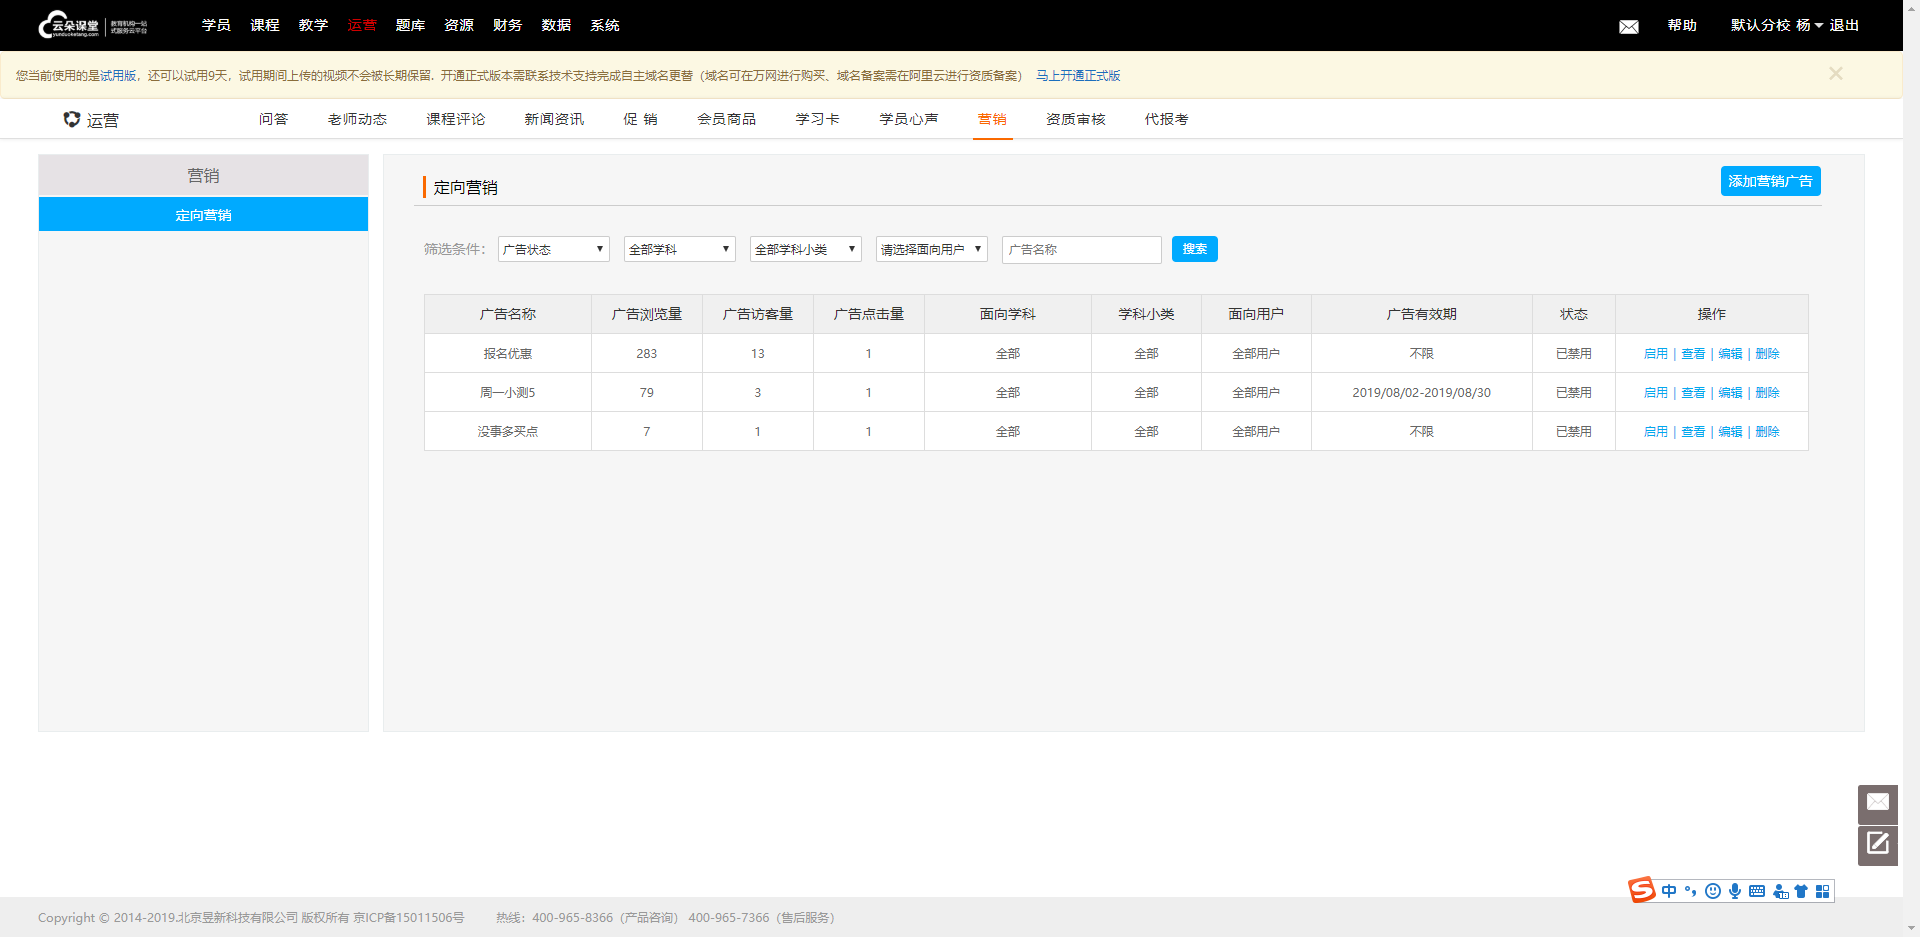 云朵课堂 yunduoketang.com 教育机构一站式服务云平台 学员 课程 教学 运营 题库 资源 财务 数据 系统 帮助 默认分校 杨 退出
您当前使用的是试用版，还可以试用9天，试用期间上传的视频不会被长期保留. 开通正式版本需联系技术支持完成自主域名更替（域名可在万网进行购买、域名备案需在阿里云进行资质备案） 马上开通正式版 ×
运营 问答 老师动态 课程评论 新闻资讯 促 销 会员商品 学习卡 学员心声 营销 资质审核 代报考
营销
定向营销
定向营销 添加营销广告
筛选条件： 广告状态 全部学科 全部学科小类 请选择面向用户 广告名称 搜索
广告名称 广告浏览量 广告访客量 广告点击量 面向学科 学科小类 面向用户 广告有效期 状态 操作
报名优惠 283 13 1 全部 全部 全部用户 不限 已禁用 启用 | 查看 | 编辑 | 删除
周一小测5 79 3 1 全部 全部 全部用户 2019/08/02-2019/08/30 已禁用 启用 | 查看 | 编辑 | 删除
没事多买点 7 1 1 全部 全部 全部用户 不限 已禁用 启用 | 查看 | 编辑 | 删除
中
Copyright © 2014-2019.北京昱新科技有限公司 版权所有 京ICP备15011506号 热线：400-965-8366（产品咨询） 400-965-7366（售后服务）